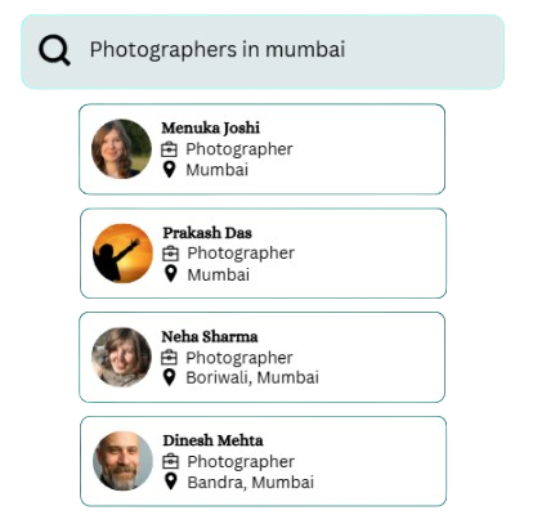 Photographers in mumbai
Menuka Joshi
Photographer
Mumbai
Prakash Das
Photographer
Mumbai
Neha Sharma
Photographer
Boriwali, Mumbai
Dinesh Mehta
Photographer
Bandra, Mumbai